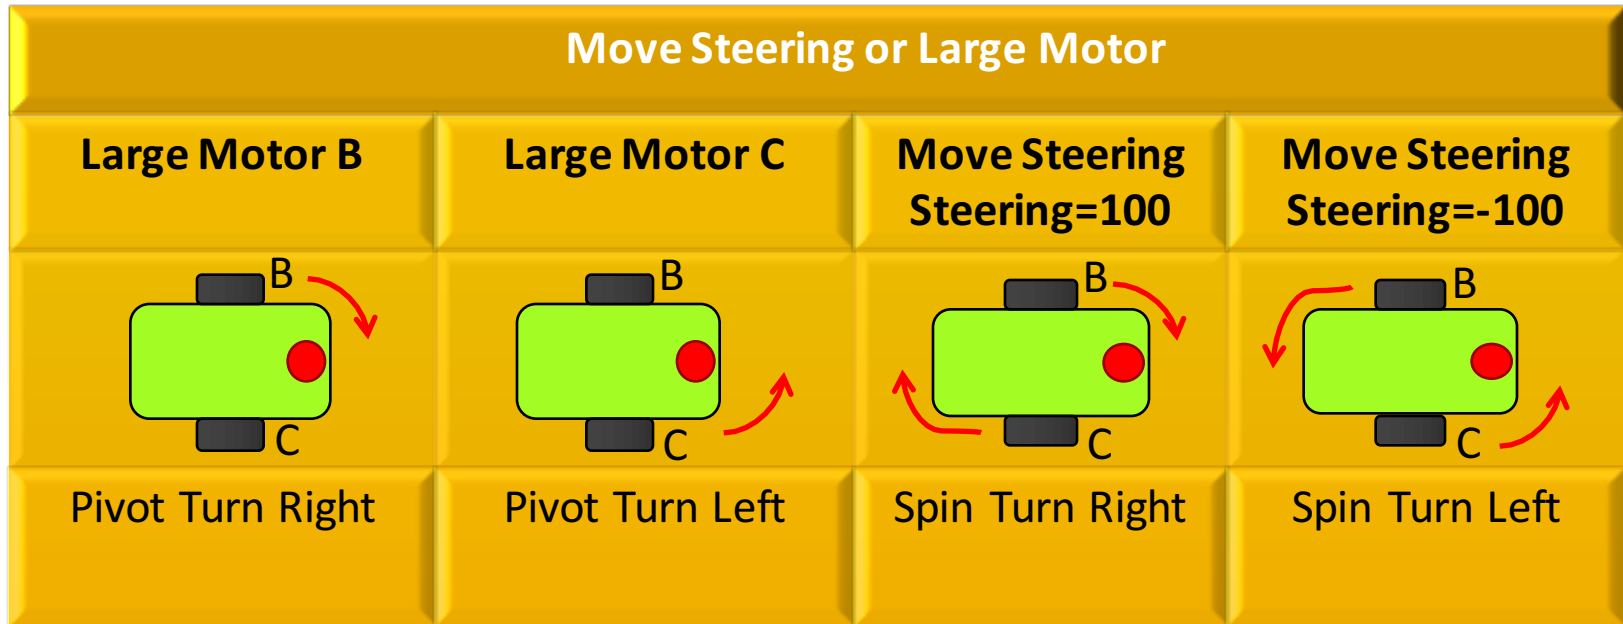 Move Steering or Large Motor
Large Motor B
Large Motor C
Move Steering
Steering=100
Move Steering
Steering=-100
B
C
B
C
B
C
B
C
Pivot Turn Right
Pivot Turn Left
Spin Turn Right
Spin Turn Left